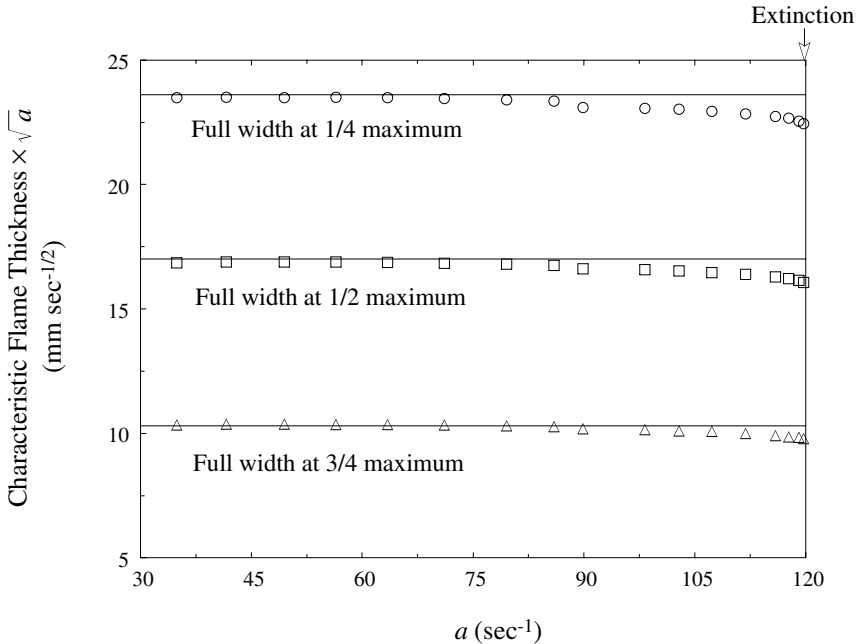 Extinction
25
20
15
10
5
Characteristic Flame Thickness × √a
(mm sec⁻¹/²)
Full width at 1/4 maximum
Full width at 1/2 maximum
Full width at 3/4 maximum
30 45 60 75 90 105 120
a (sec⁻¹)